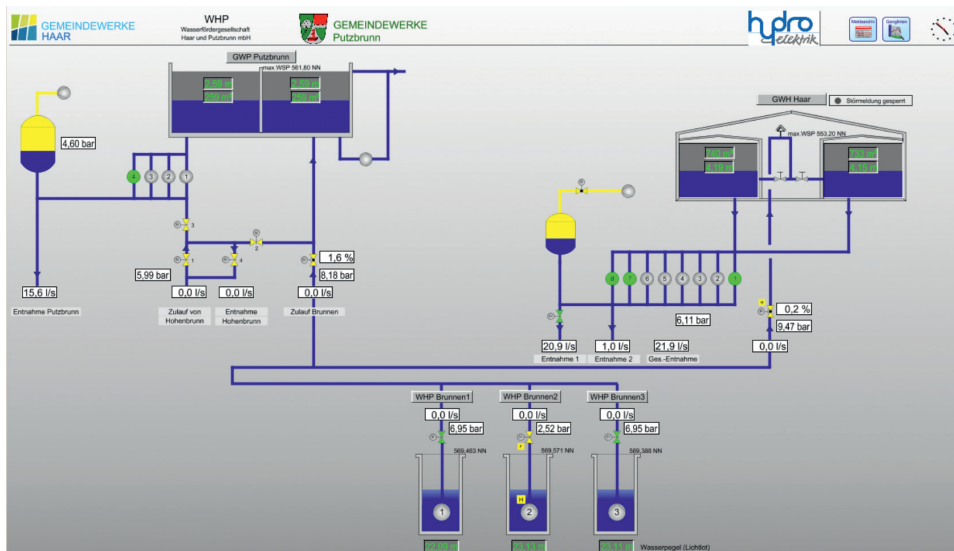 GEMEINDEWERKE
HAAR
WHP
Wasserfördergesellschaft
Haar und Putzbrunn mbH
GEMEINDEWERKE
Putzbrunn
hydro
elektrik
GWP Putzbrunn
max.WSP 561,80 NN
4,60 bar
4
3
2
1
3
2
1
4
5,99 bar
1,6 %
8,18 bar
15,6 l/s
0,0 l/s
0,0 l/s
0,0 l/s
Entnahme Putzbrunn
Zulauf von
Hohenbrunn
Entnahme
Hohenbrunn
Zulauf Brunnen
GWH Haar
Störmeldung gesperrt
max.WSP 553,20 NN
6
5
4
3
2
6,11 bar
H
0,2 %
9,47 bar
20,9 l/s
1,0 l/s
21,9 l/s
0,0 l/s
Entnahme 1
Entnahme 2
Ges.-Entnahme
WHP Brunnen1
WHP Brunnen2
WHP Brunnen3
0,0 l/s
0,0 l/s
0,0 l/s
6,95 bar
2,52 bar
6,95 bar
569,463 NN
569,571 NN
569,388 NN
H
1
2
3
Wasserpegel (Lichtlot)